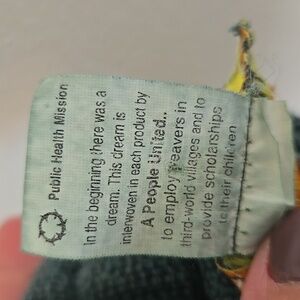 Public Health Mission
In the beginning there was a
dream. This dream is
interwoven in each product by
A People United..
to employ weavers in
third-world villages and to
provide scholarships
to their children